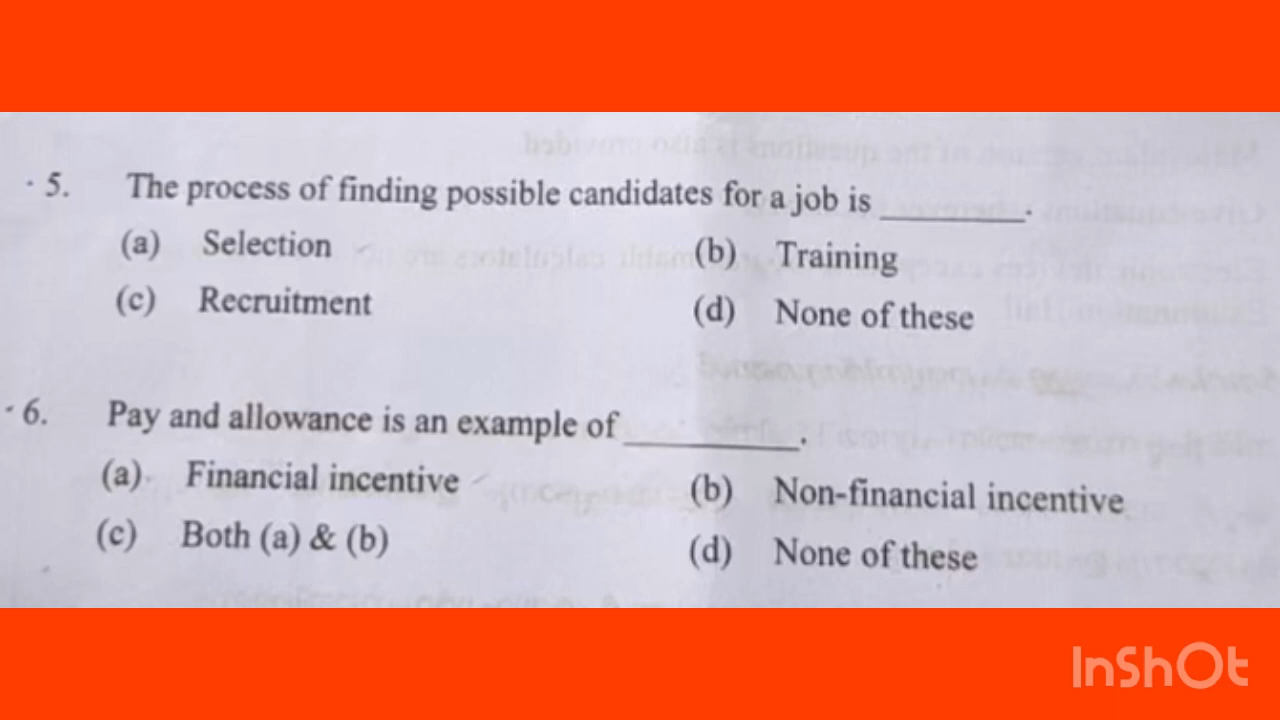 5. The process of finding possible candidates for a job is ________.
(a) Selection (b) Training
(c) Recruitment (d) None of these
6. Pay and allowance is an example of ________.
(a) Financial incentive (b) Non-financial incentive
(c) Both (a) & (b) (d) None of these
InShOt